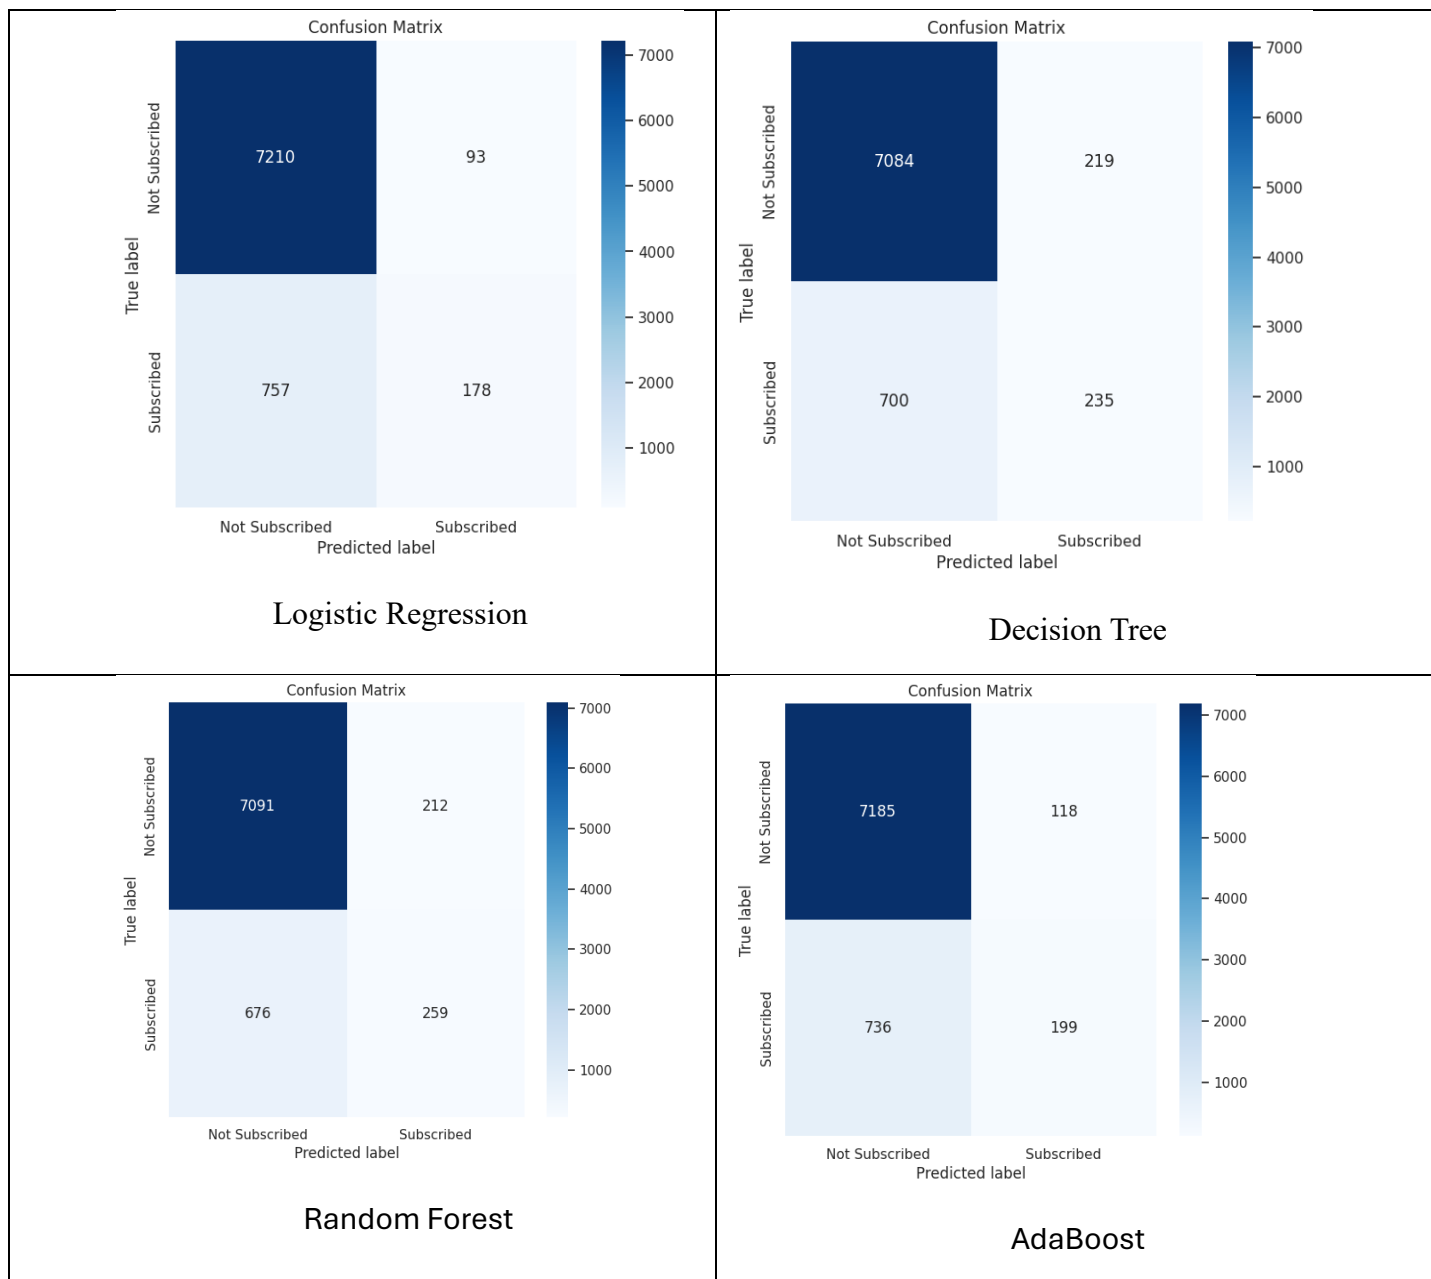 Confusion Matrix
Not Subscribed
7210
93
7000
6000
5000
4000
3000
2000
1000
True label
Subscribed
757
178
Not Subscribed
Subscribed
Predicted label
Logistic Regression
Confusion Matrix
Not Subscribed
7084
219
7000
6000
5000
4000
3000
2000
1000
True label
Subscribed
700
235
Not Subscribed
Subscribed
Predicted label
Decision Tree
Confusion Matrix
Not Subscribed
7091
212
7000
6000
5000
4000
3000
2000
1000
True label
Subscribed
676
259
Not Subscribed
Subscribed
Predicted label
Random Forest
Confusion Matrix
Not Subscribed
7185
118
7000
6000
5000
4000
3000
2000
1000
True label
Subscribed
736
199
Not Subscribed
Subscribed
Predicted label
AdaBoost